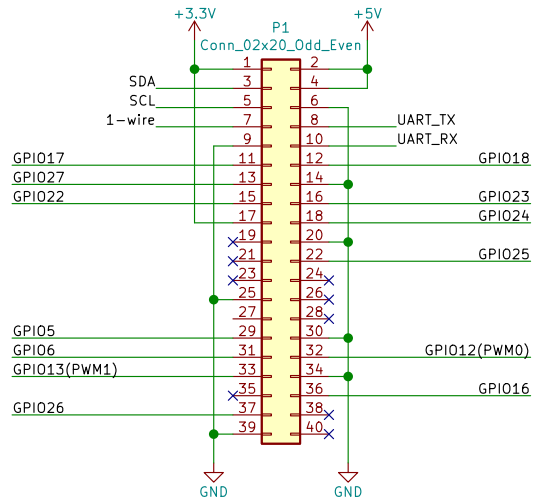 +3.3V +5V
P1
Conn_02x20_Odd_Even
1 2
SDA 3 4
SCL 5 6
1-wire 7 8 UART_TX
9 10 UART_RX
GPIO17 11 12 GPIO18
GPIO27 13 14
GPIO22 15 16 GPIO23
17 18 GPIO24
19 20
21 22 GPIO25
23 24
25 26
27 28
GPIO5 29 30
GPIO6 31 32 GPIO12(PWM0)
GPIO13(PWM1) 33 34
35 36 GPIO16
GPIO26 37 38
39 40
GND GND